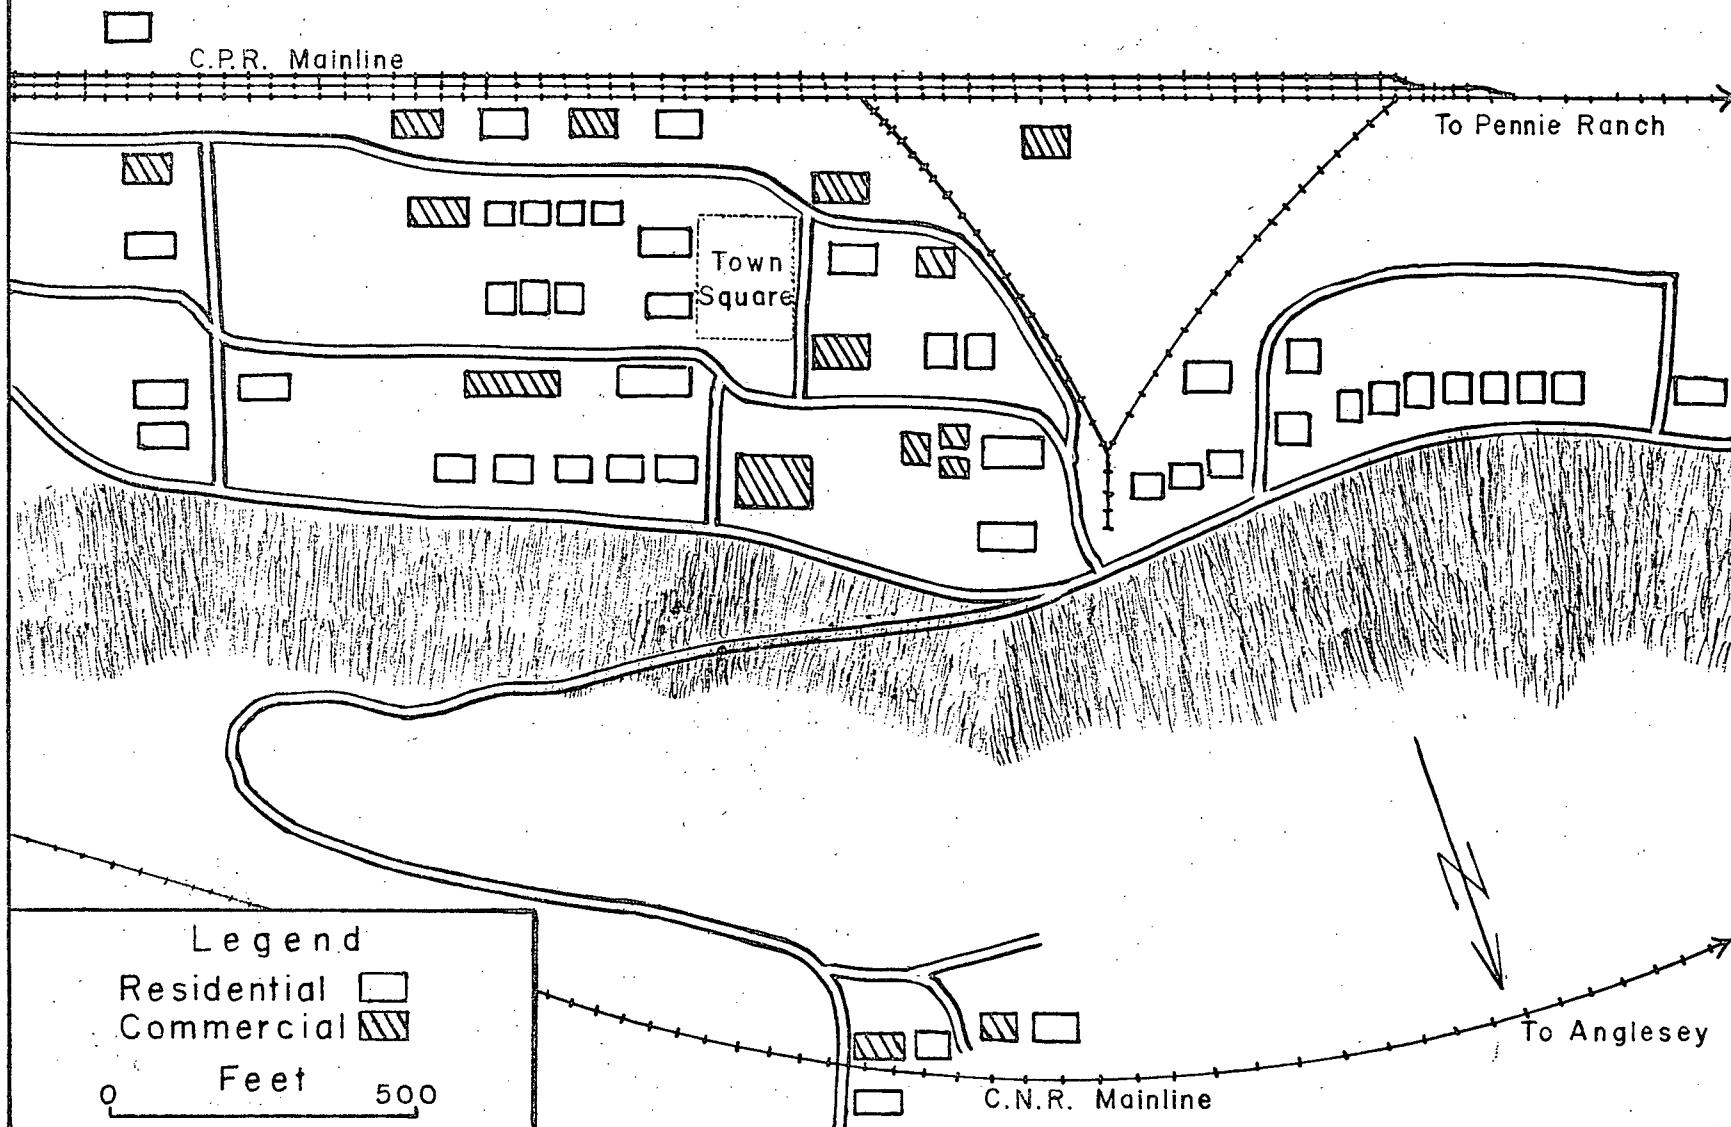 C.P.R. Mainline
To Pennie Ranch
Town
Square
Legend
Residential
Commercial
Feet
0 500
To Anglesey
C.N.R. Mainline